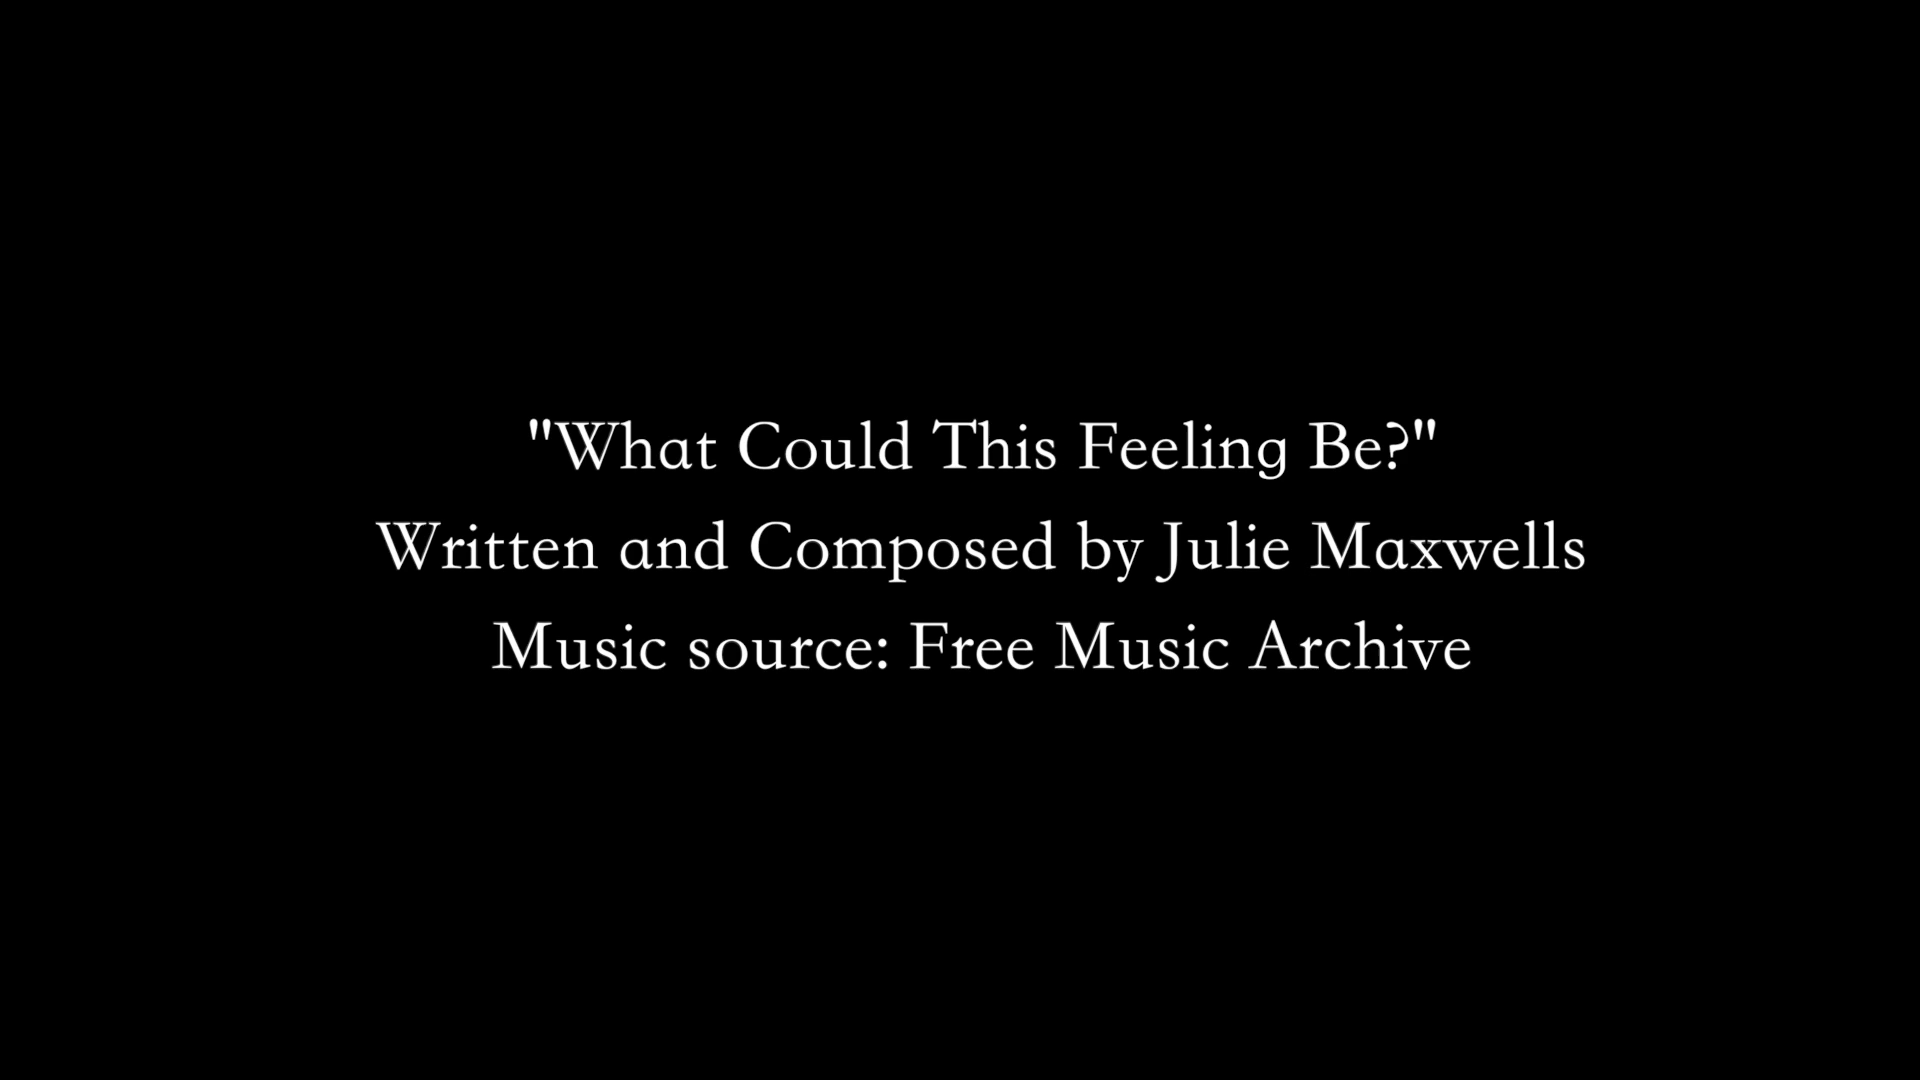 "What Could This Feeling Be?"
Written and Composed by Julie Maxwells
Music source: Free Music Archive